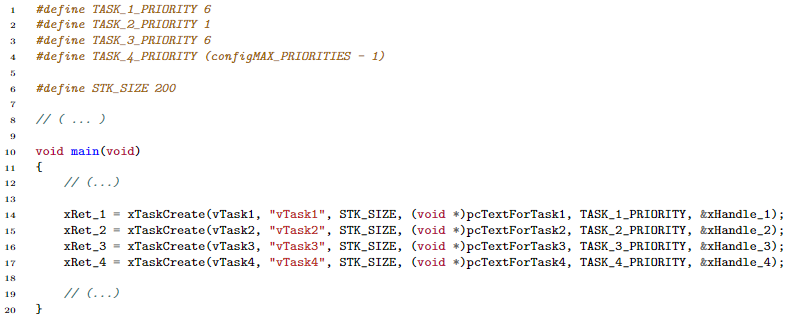 1 #define TASK_1_PRIORITY 6
2 #define TASK_2_PRIORITY 1
3 #define TASK_3_PRIORITY 6
4 #define TASK_4_PRIORITY (configMAX_PRIORITIES - 1)
5
6 #define STK_SIZE 200
7
8 // ( ... )
9
10 void main(void)
11 {
12     // (...)
13
14     xRet_1 = xTaskCreate(vTask1, "vTask1", STK_SIZE, (void *)pcTextForTask1, TASK_1_PRIORITY, &xHandle_1);
15     xRet_2 = xTaskCreate(vTask2, "vTask2", STK_SIZE, (void *)pcTextForTask2, TASK_2_PRIORITY, &xHandle_2);
16     xRet_3 = xTaskCreate(vTask3, "vTask3", STK_SIZE, (void *)pcTextForTask3, TASK_3_PRIORITY, &xHandle_3);
17     xRet_4 = xTaskCreate(vTask4, "vTask4", STK_SIZE, (void *)pcTextForTask4, TASK_4_PRIORITY, &xHandle_4);
18
19     // (...)
20 }